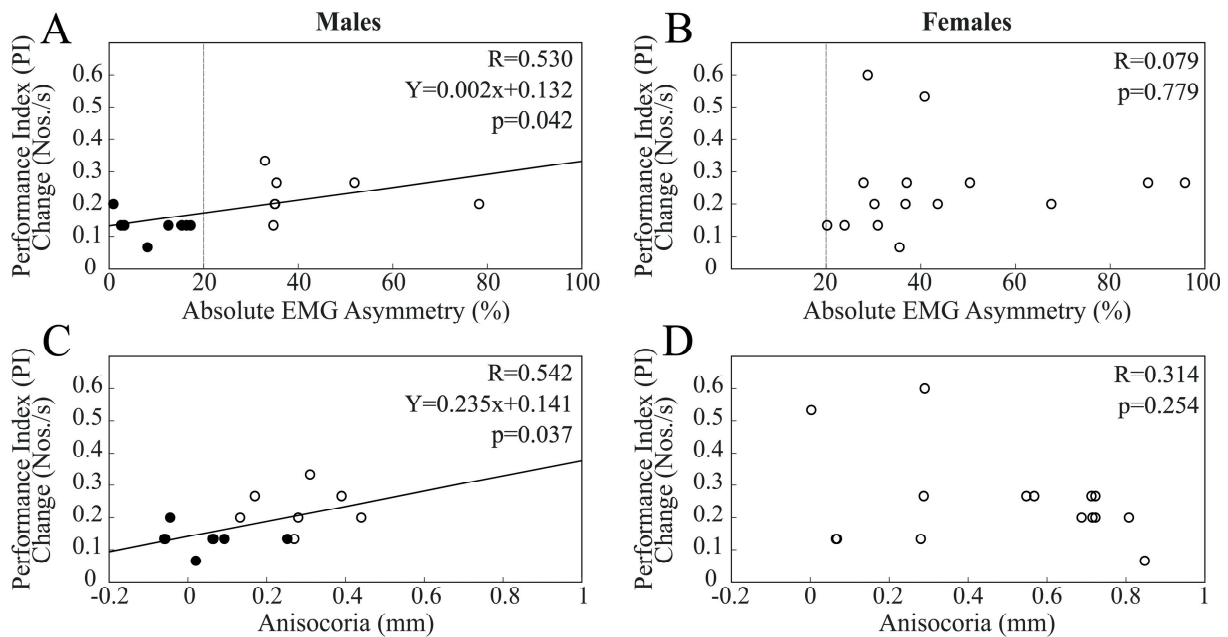 A
Males
R=0.530
Y=0.002x+0.132
p=0.042
Performance Index (PI)
Change (Nos./s)
0.6
0.5
0.4
0.3
0.2
0.1
0
0 20 40 60 80 100
Absolute EMG Asymmetry (%)
B
Females
R=0.079
p=0.779
Performance Index (PI)
Change (Nos./s)
0.6
0.5
0.4
0.3
0.2
0.1
0
20 40 60 80 100
Absolute EMG Asymmetry (%)
C
R=0.542
Y=0.235x+0.141
p=0.037
Performance Index (PI)
Change (Nos./s)
0.6
0.5
0.4
0.3
0.2
0.1
0
-0.2 0 0.2 0.4 0.6 0.8 1
Anisocoria (mm)
D
R=0.314
p=0.254
Performance Index (PI)
Change (Nos./s)
0.6
0.5
0.4
0.3
0.2
0.1
0
-0.2 0 0.2 0.4 0.6 0.8 1
Anisocoria (mm)